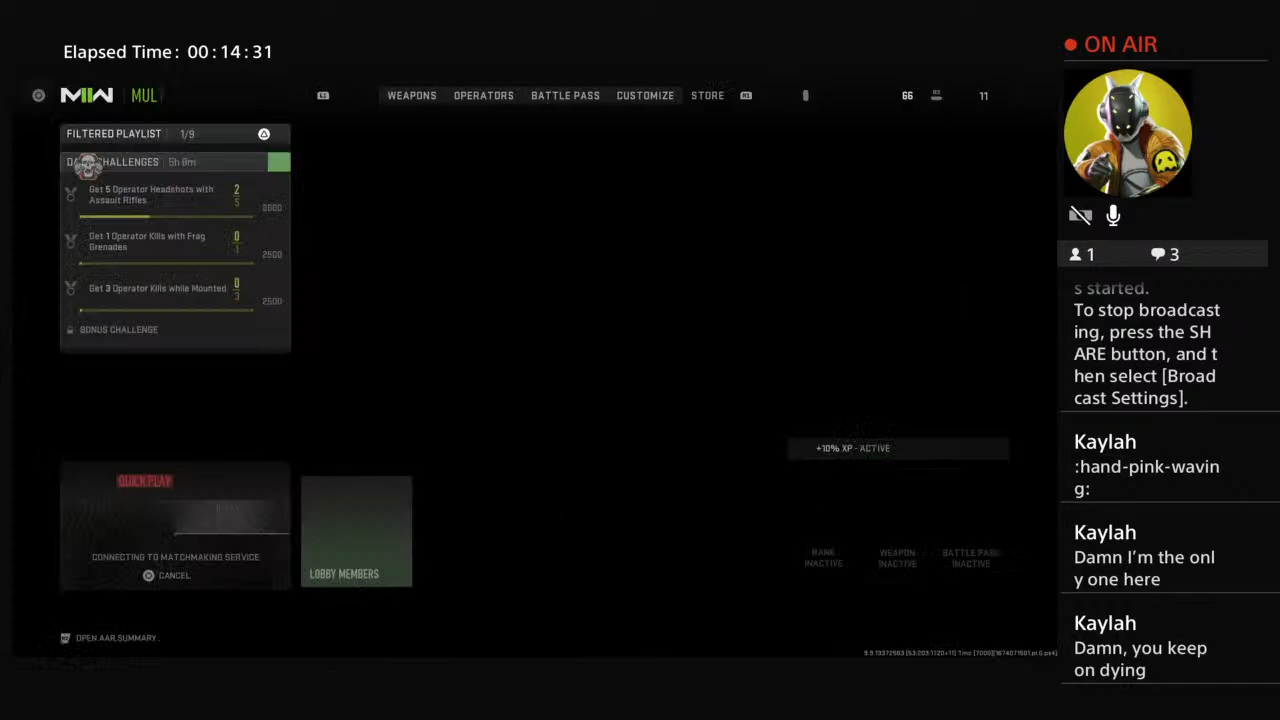 Elapsed Time: 00:14:31
ON AIR
MWII | MUL
L1
WEAPONS OPERATORS BATTLE PASS CUSTOMIZE STORE R1
66 R3 11
FILTERED PLAYLIST 1/9
CHALLENGES 5h 8m
Get 5 Operator Headshots with
Assault Rifles
2
5
Get 1 Operator Kills with Frag
Grenades
0
1
2500
Get 3 Operator Kills while Mounted
0
3
2500
BONUS CHALLENGE
+10% XP - ACTIVE
QUICK PLAY
CONNECTING TO MATCHMAKING SERVICE
CANCEL
LOBBY MEMBERS
RANK
INACTIVE
WEAPON
INACTIVE
BATTLE PASS
INACTIVE
OPEN AAR SUMMARY
1
3
s started.
To stop broadcast
ing, press the SH
ARE button, and t
hen select [Broad
cast Settings].
Kaylah
:hand-pink-wavin
g:
Kaylah
Damn I'm the onl
y one here
Kaylah
Damn, you keep
on dying